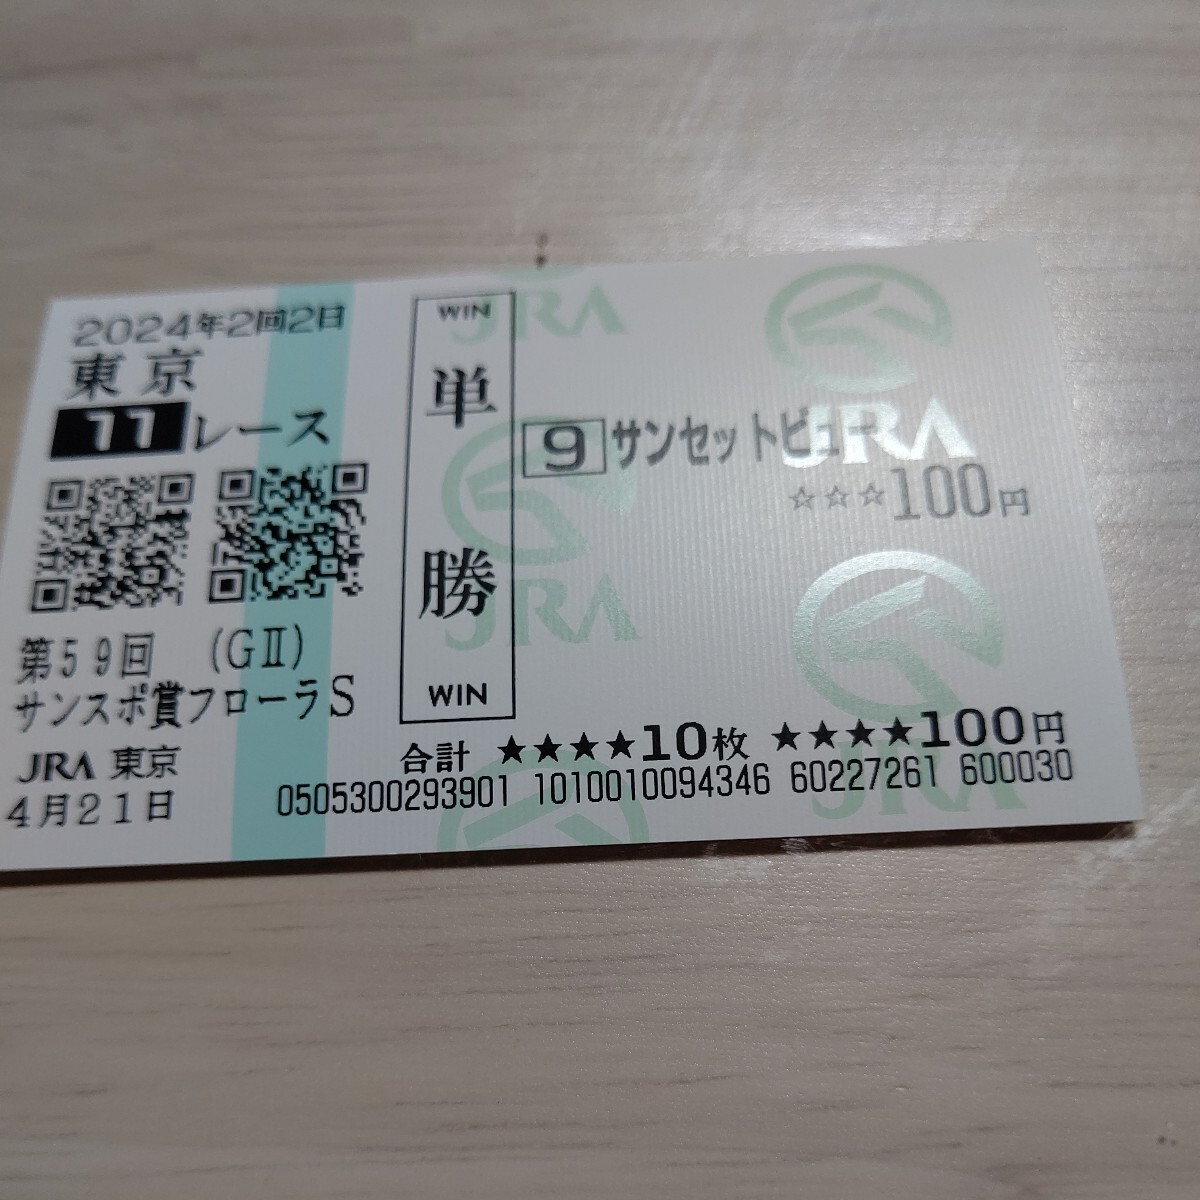 2024年2回2日
東京
11レース
第59回 (GⅡ)
サンスポ賞フローラS
JRA 東京
4月21日
WIN
単勝
WIN
9 サンセットビュー
☆☆☆100円
合計 ★★★★10枚 ★★★★100円
0505300293901 1010010094346 60227261 600030
JRA
JRA
JRA
JRA